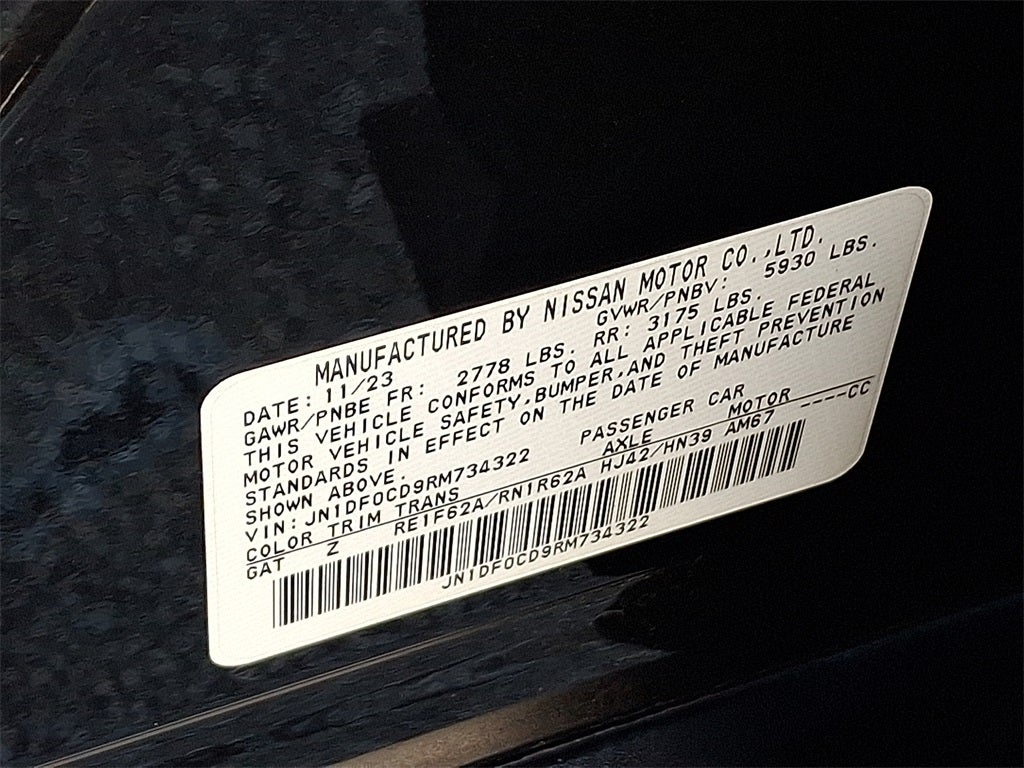 MANUFACTURED BY NISSAN MOTOR CO.,LTD.
DATE: 11/23 GVWR/PNBV: 5930 LBS.
GAWR/PNBE FR: 2778 LBS. RR: 3175 LBS.
THIS VEHICLE CONFORMS TO ALL APPLICABLE FEDERAL
MOTOR VEHICLE SAFETY,BUMPER,AND THEFT PREVENTION
STANDARDS IN EFFECT ON THE DATE OF MANUFACTURE
SHOWN ABOVE.
VIN: JN1DF0CD9RM734322 PASSENGER CAR
COLOR TRIM TRANS AXLE MOTOR ----CC
GAT Z RE1F62A/RN1R62A HJ42/HN39 AM67
JN1DF0CD9RM734322